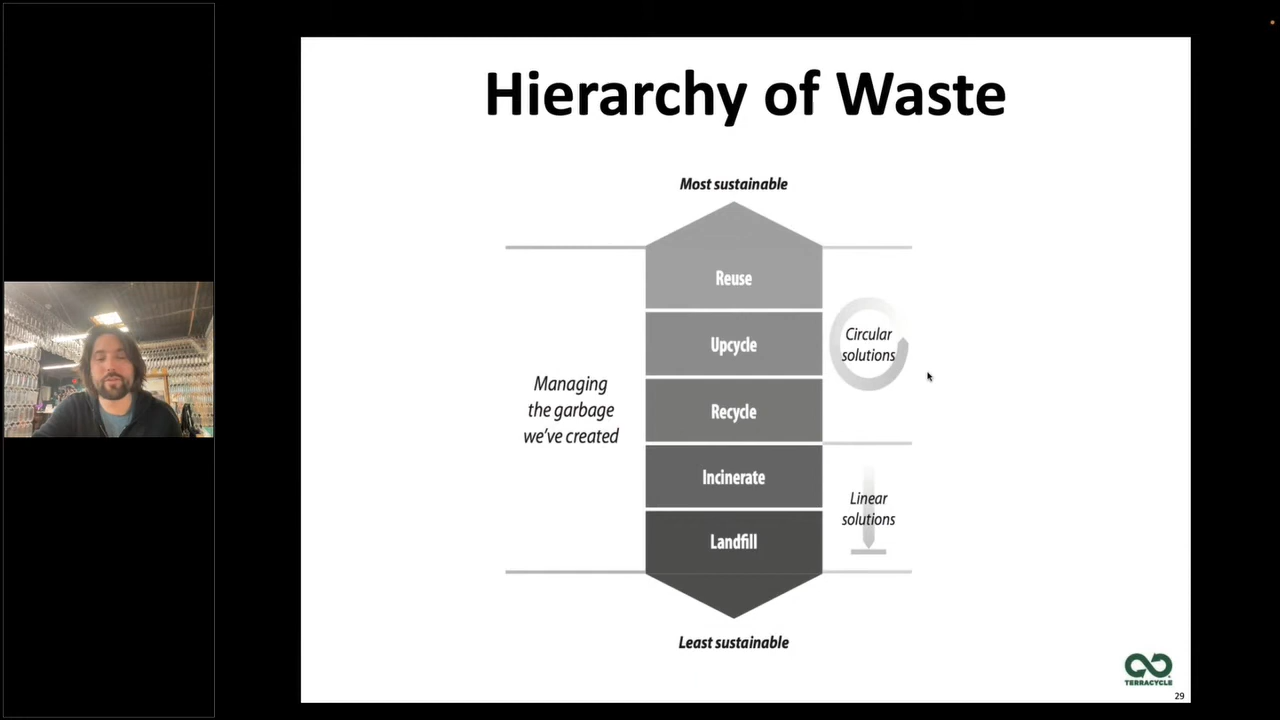 Hierarchy of Waste
Most sustainable
Reuse
Upcycle
Recycle
Incinerate
Landfill
Managing
the garbage
we've created
Circular
solutions
Linear
solutions
Least sustainable
TERRACYCLE
29